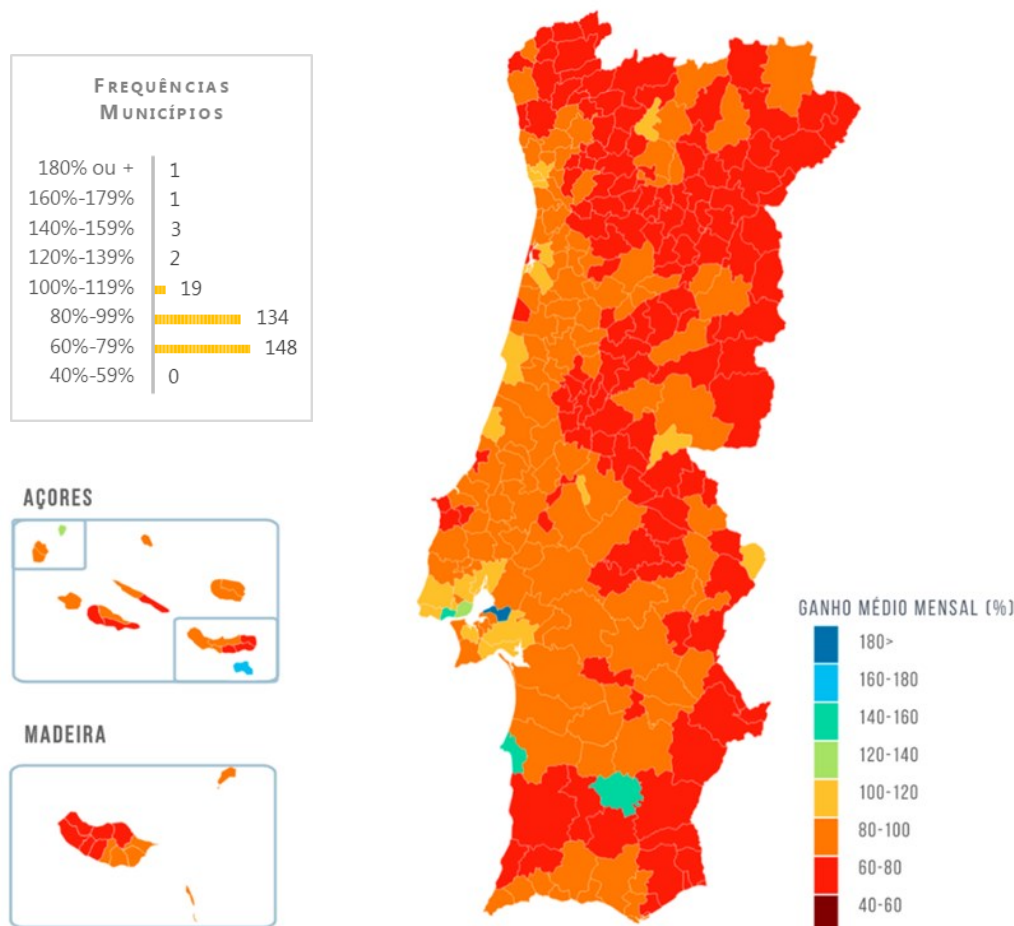 FREQUÊNCIAS
MUNICÍPIOS
180% ou + 1
160%-179% 1
140%-159% 3
120%-139% 2
100%-119% 19
80%-99% 134
60%-79% 148
40%-59% 0
AÇORES
MADEIRA
GANHO MÉDIO MENSAL (%)
180>
160-180
140-160
120-140
100-120
80-100
60-80
40-60